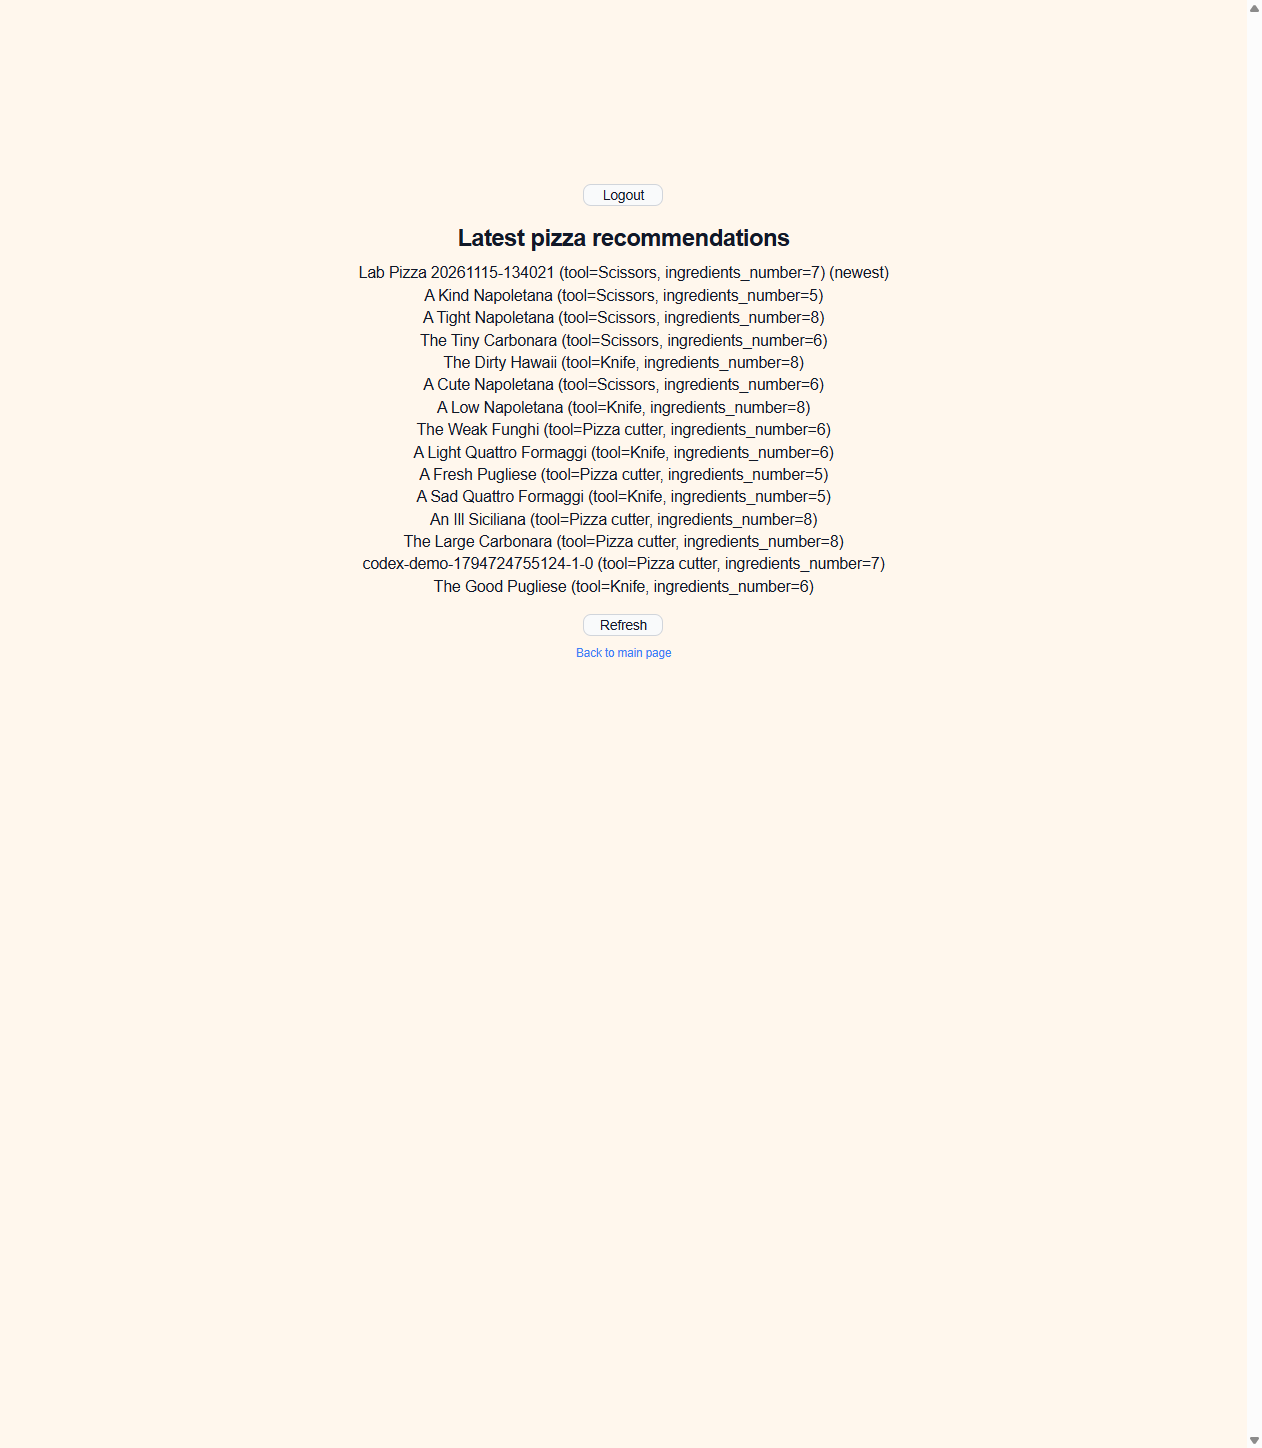 Logout
Latest pizza recommendations
Lab Pizza 20261115-134021 (tool=Scissors, ingredients_number=7) (newest)
A Kind Napoletana (tool=Scissors, ingredients_number=5)
A Tight Napoletana (tool=Scissors, ingredients_number=8)
The Tiny Carbonara (tool=Scissors, ingredients_number=6)
The Dirty Hawaii (tool=Knife, ingredients_number=8)
A Cute Napoletana (tool=Scissors, ingredients_number=6)
A Low Napoletana (tool=Knife, ingredients_number=8)
The Weak Funghi (tool=Pizza cutter, ingredients_number=6)
A Light Quattro Formaggi (tool=Knife, ingredients_number=6)
A Fresh Pugliese (tool=Pizza cutter, ingredients_number=5)
A Sad Quattro Formaggi (tool=Knife, ingredients_number=5)
An Ill Siciliana (tool=Pizza cutter, ingredients_number=8)
The Large Carbonara (tool=Pizza cutter, ingredients_number=8)
codex-demo-1794724755124-1-0 (tool=Pizza cutter, ingredients_number=7)
The Good Pugliese (tool=Knife, ingredients_number=6)
Refresh
Back to main page